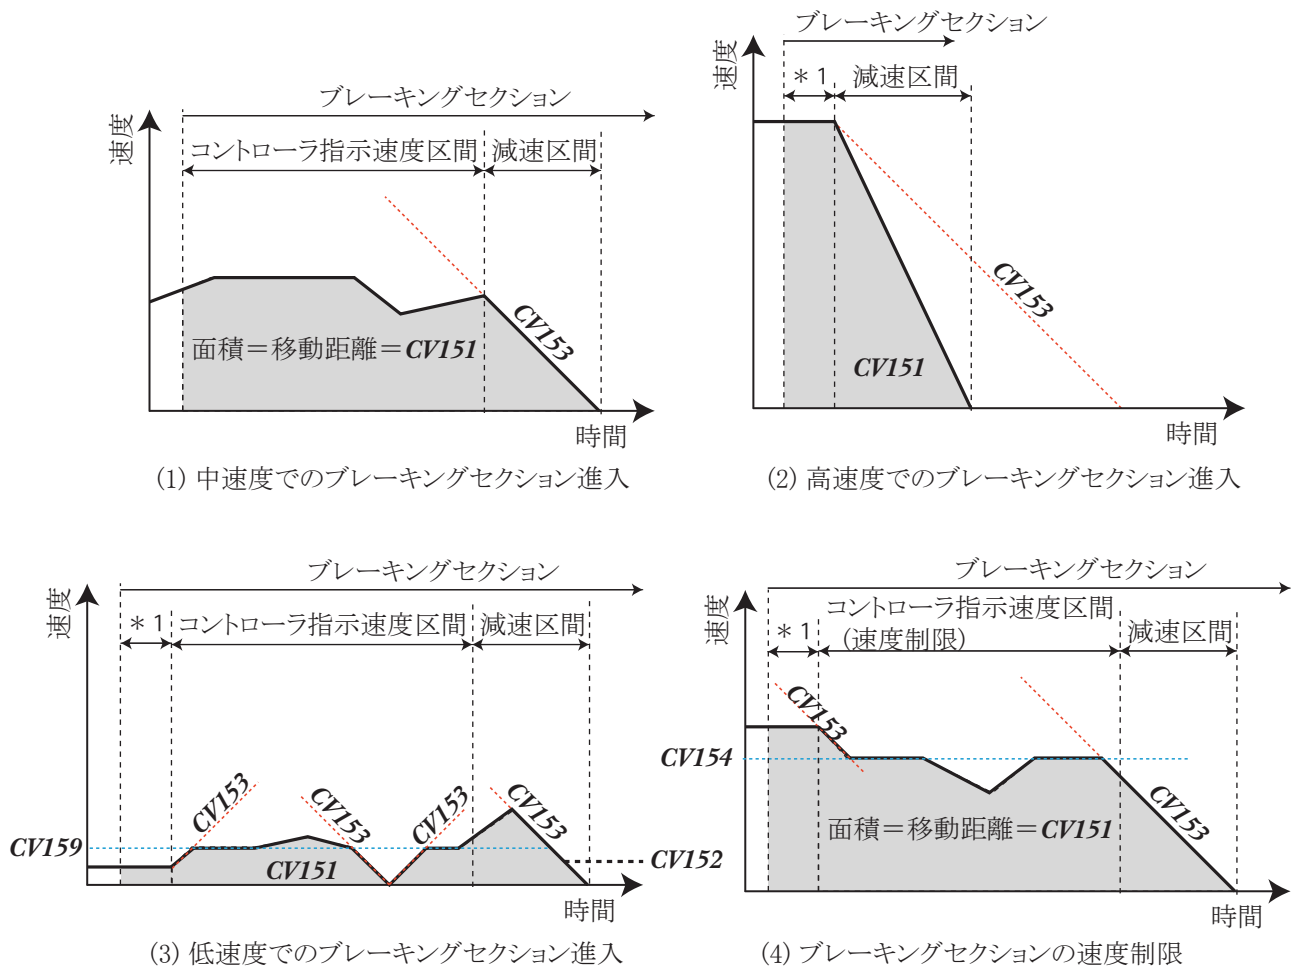 ブレーキングセクション
速度
コントローラ指示速度区間
減速区間
CV153
面積＝移動距離＝CV151
時間
(1) 中速度でのブレーキングセクション進入
ブレーキングセクション
速度
＊1
減速区間
CV153
CV151
時間
(2) 高速度でのブレーキングセクション進入
ブレーキングセクション
速度
＊1
コントローラ指示速度区間
減速区間
CV153
CV153
CV153
CV153
CV159
CV151
CV152
時間
(3) 低速度でのブレーキングセクション進入
ブレーキングセクション
速度
＊1
コントローラ指示速度区間
（速度制限）
減速区間
CV153
CV154
CV153
面積＝移動距離＝CV151
時間
(4) ブレーキングセクションの速度制限